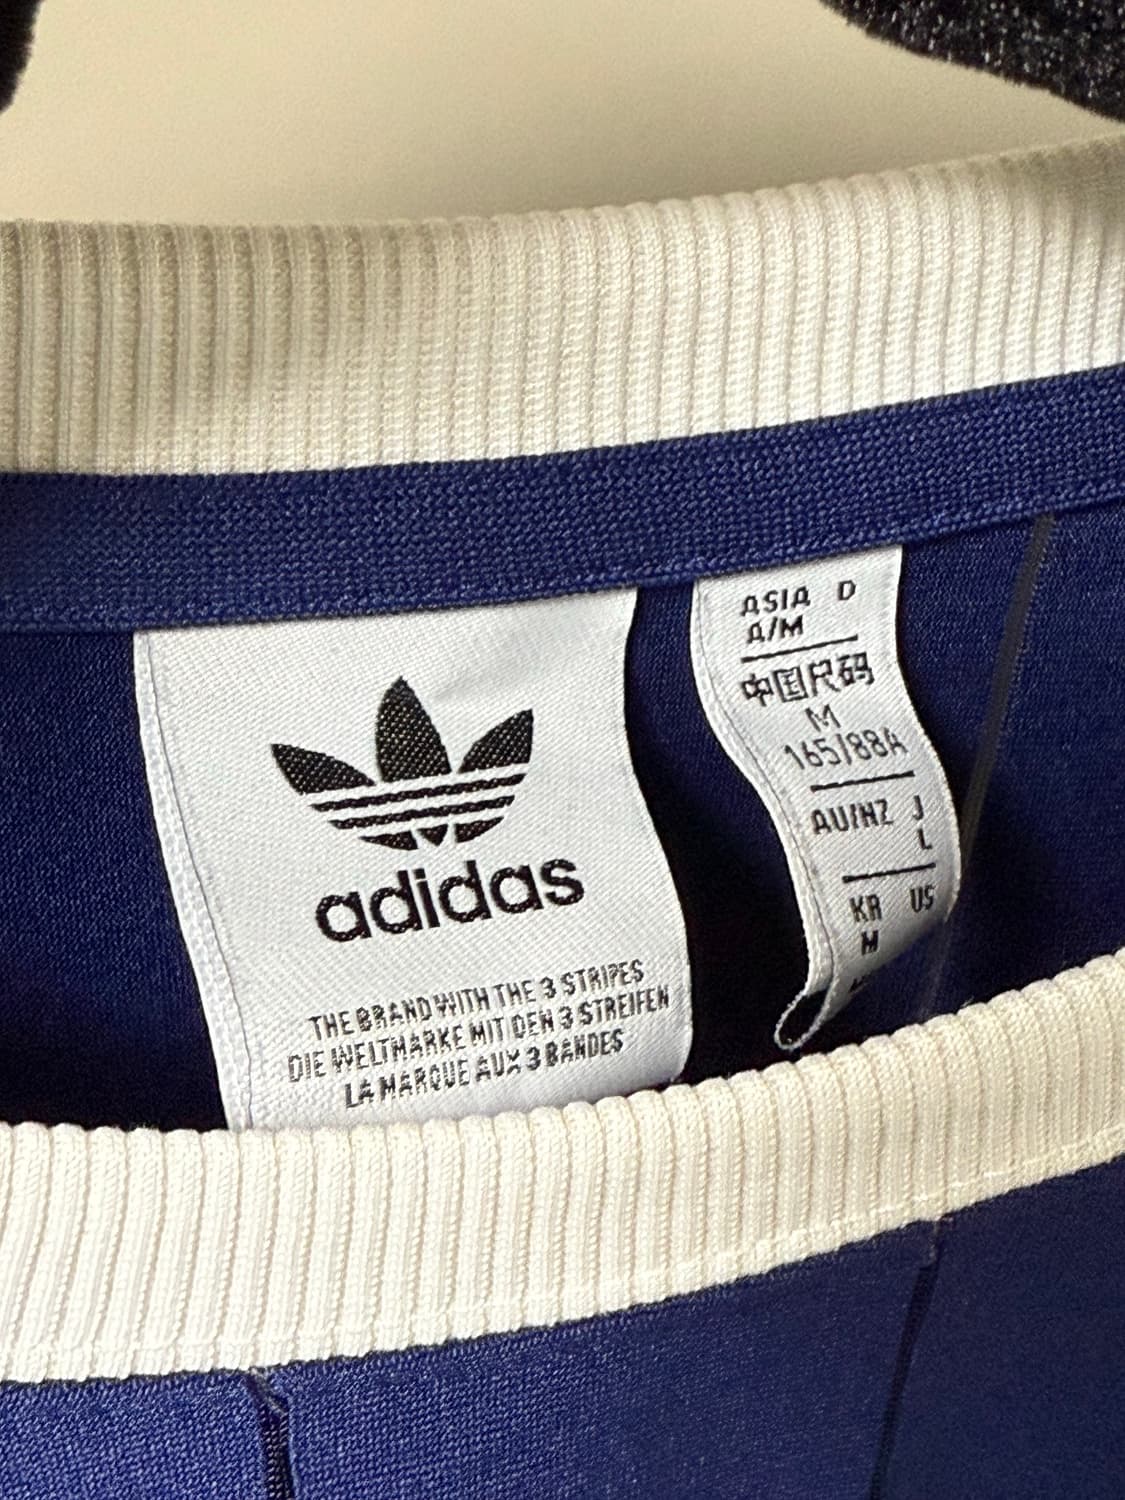 adidas
THE BRAND WITH THE 3 STRIPES
DIE WELTMARKE MIT DEN 3 STREIFEN
LA MARQUE AUX 3 BANDES
ASIA D
A/M
中国尺码
M
165/88A
AU/NZ J
L
KR US
M